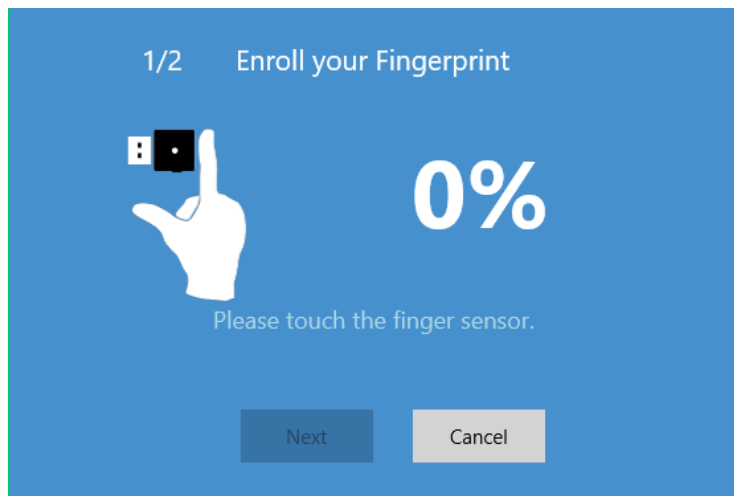 1/2 Enroll your Fingerprint
0%
Please touch the finger sensor.
Next Cancel